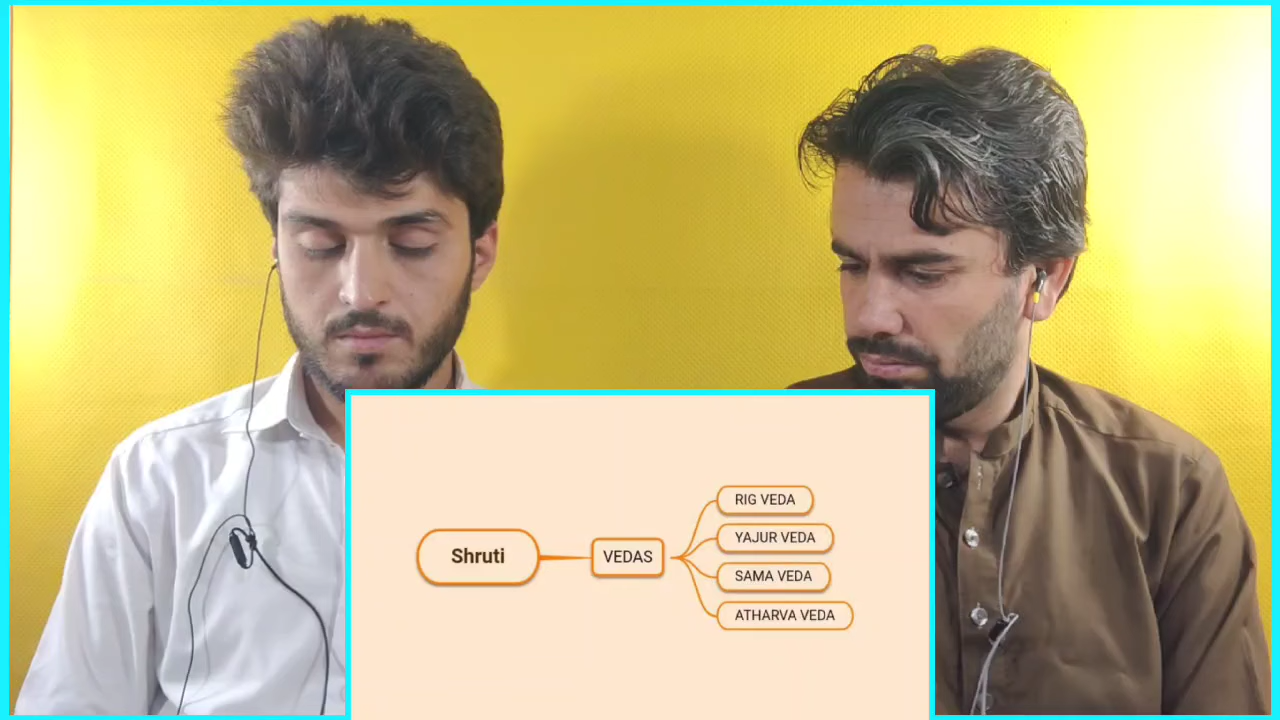 Shruti
VEDAS
RIG VEDA
YAJUR VEDA
SAMA VEDA
ATHARVA VEDA